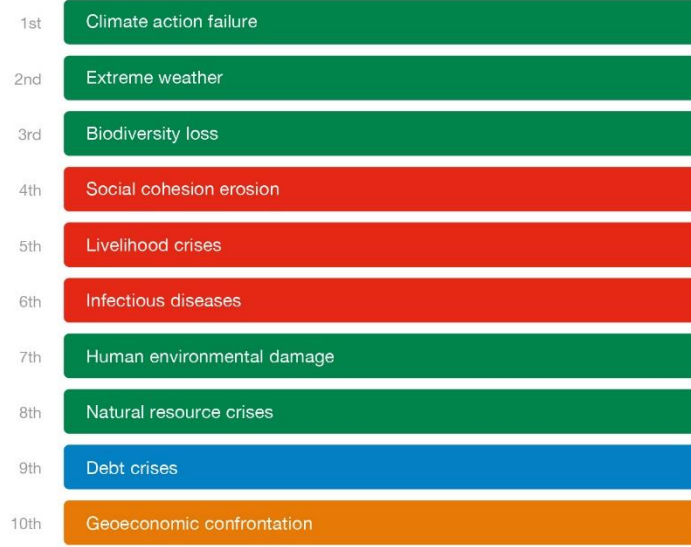 1st Climate action failure
2nd Extreme weather
3rd Biodiversity loss
4th Social cohesion erosion
5th Livelihood crises
6th Infectious diseases
7th Human environmental damage
8th Natural resource crises
9th Debt crises
10th Geoeconomic confrontation